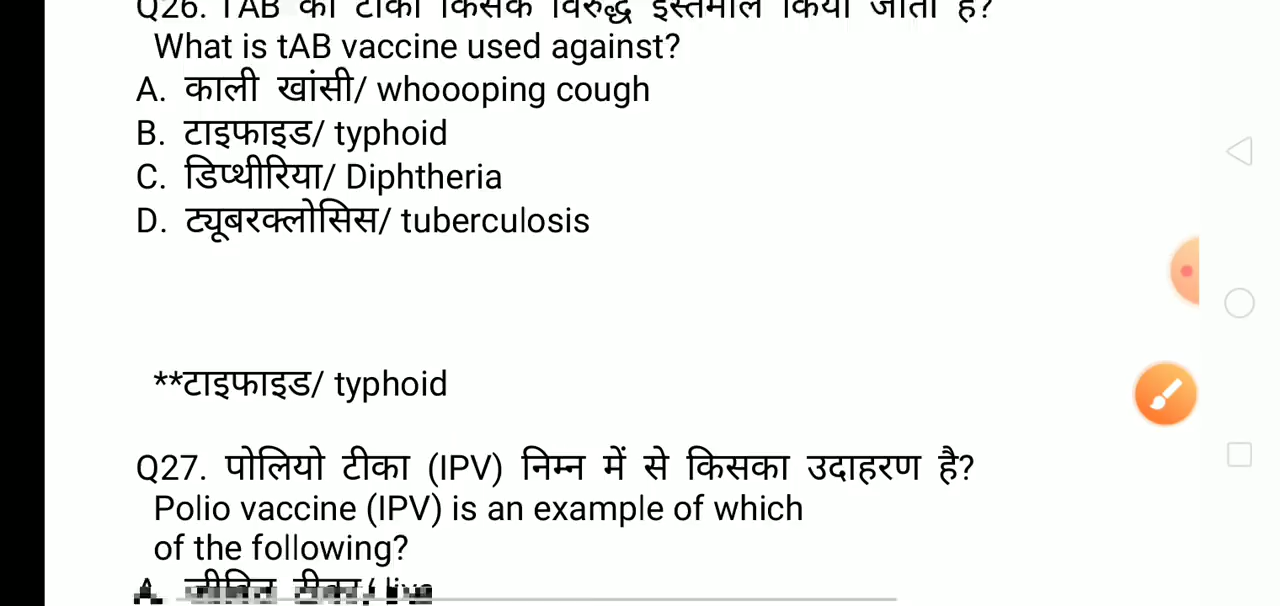 Q26. TAB का टीका किसके विरुद्ध इस्तेमाल किया जाता है?
What is tAB vaccine used against?
A. काली खांसी/ whoooping cough
B. टाइफाइड/ typhoid
C. डिप्थीरिया/ Diphtheria
D. ट्यूबरक्लोसिस/ tuberculosis
**टाइफाइड/ typhoid
Q27. पोलियो टीका (IPV) निम्न में से किसका उदाहरण है?
Polio vaccine (IPV) is an example of which
of the following?
A. जीवित टीका/ live